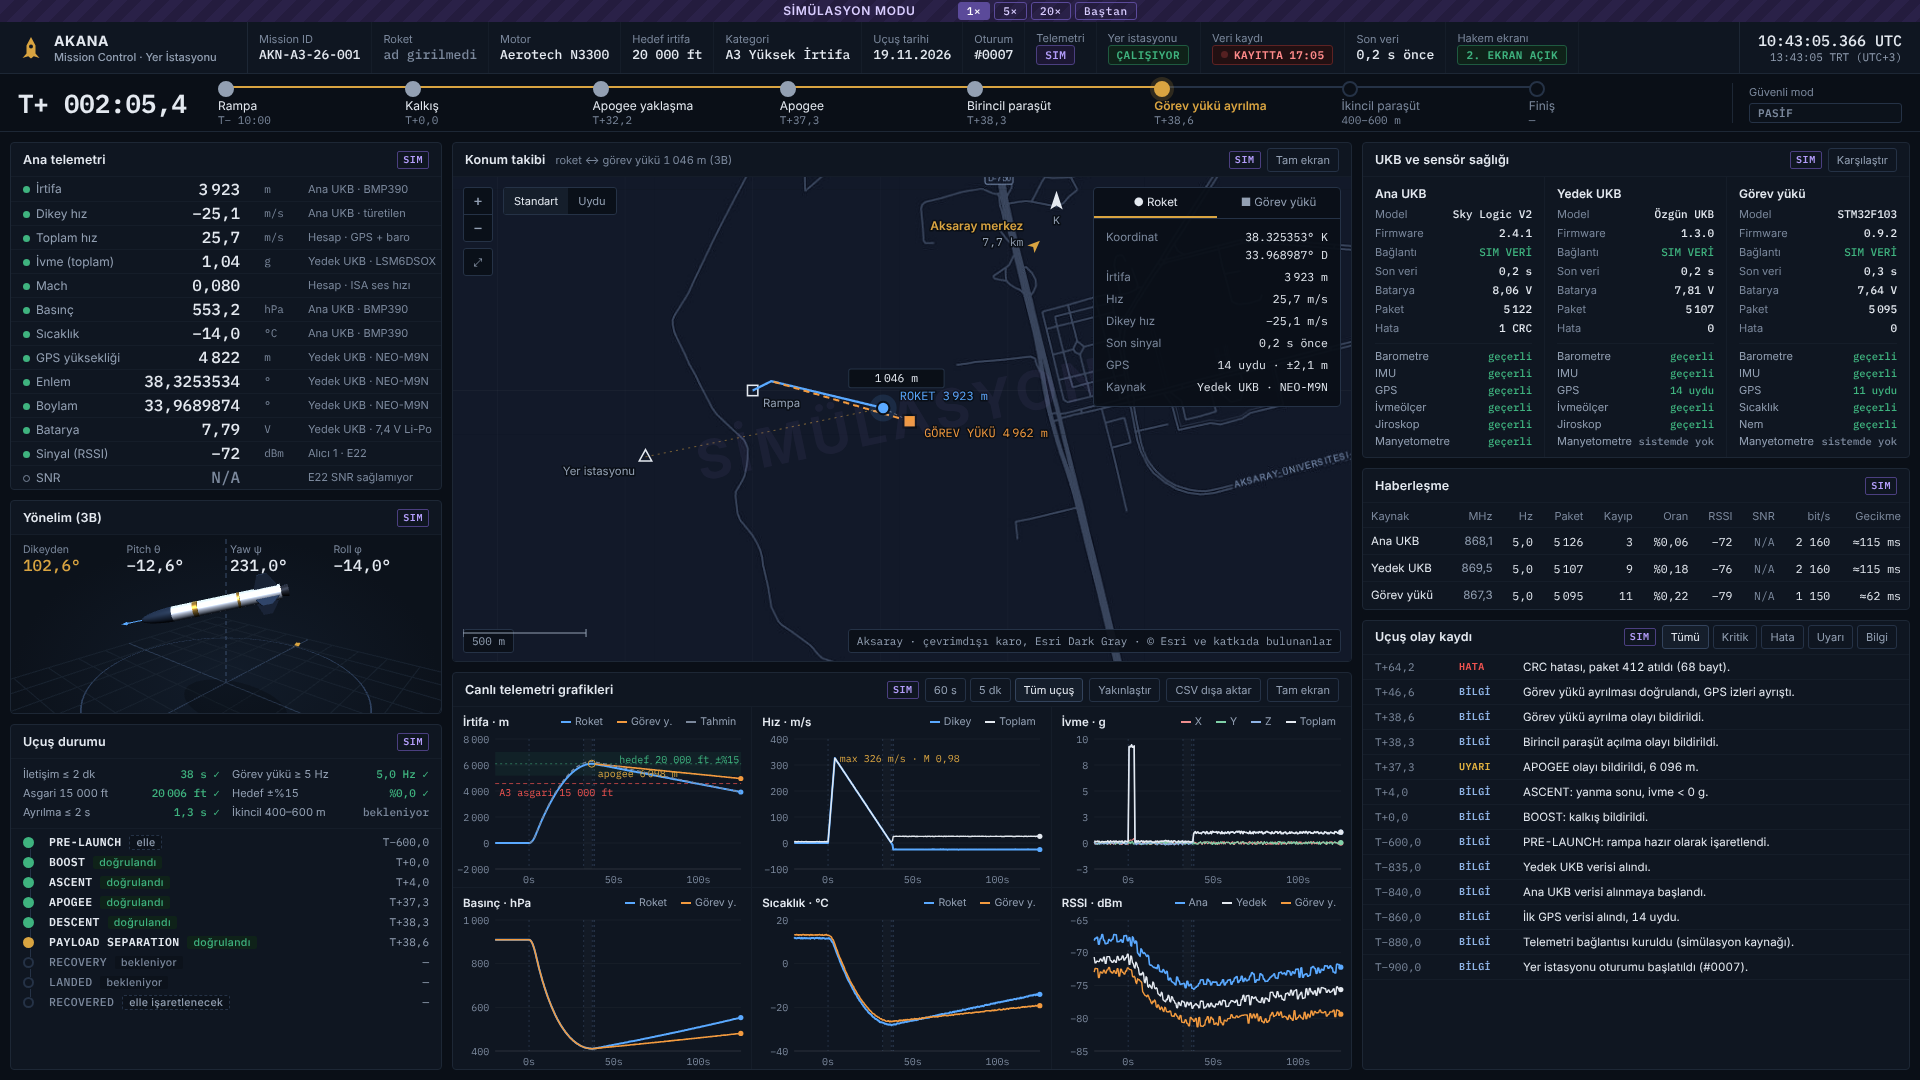 SİMÜLASYON MODU 1× 5× 20× Baştan
AKANA
Mission Control · Yer İstasyonu
Mission ID
AKN-A3-26-001
Roket
ad girilmedi
Motor
Aerotech N3300
Hedef irtifa
20 000 ft
Kategori
A3 Yüksek İrtifa
Uçuş tarihi
19.11.2026
Oturum
#0007
Telemetri
SIM
Yer istasyonu
ÇALIŞIYOR
Veri kaydı
KAYITTA 17:05
Son veri
0,2 s önce
Hakem ekranı
2. EKRAN AÇIK
10:43:05.366 UTC
13:43:05 TRT (UTC+3)
T+ 002:05,4
Rampa
T− 10:00
Kalkış
T+0,0
Apogee yaklaşma
T+32,2
Apogee
T+37,3
Birincil paraşüt
T+38,3
Görev yükü ayrılma
T+38,6
İkincil paraşüt
400–600 m
Finiş
—
Güvenli mod
PASİF
Ana telemetri SIM
İrtifa 3 923 m Ana UKB · BMP390
Dikey hız −25,1 m/s Ana UKB · türetilen
Toplam hız 25,7 m/s Hesap · GPS + baro
İvme (toplam) 1,04 g Yedek UKB · LSM6DSOX
Mach 0,080 Hesap · ISA ses hızı
Basınç 553,2 hPa Ana UKB · BMP390
Sıcaklık −14,0 °C Ana UKB · BMP390
GPS yüksekliği 4 822 m Yedek UKB · NEO-M9N
Enlem 38,3253534 ° Yedek UKB · NEO-M9N
Boylam 33,9689874 ° Yedek UKB · NEO-M9N
Batarya 7,79 V Yedek UKB · 7,4 V Li-Po
Sinyal (RSSI) −72 dBm Alıcı 1 · E22
SNR N/A E22 SNR sağlamıyor
Yönelim (3B) SIM
Dikeyden Pitch θ Yaw ψ Roll φ
102,6° −12,6° 231,0° −14,0°
Uçuş durumu SIM
İletişim ≤ 2 dk 38 s ✓ Görev yükü ≥ 5 Hz 5,0 Hz ✓
Asgari 15 000 ft 20 006 ft ✓ Hedef ±%15 %0,0 ✓
Ayrılma ≤ 2 s 1,3 s ✓ İkincil 400–600 m bekleniyor
PRE-LAUNCH elle T−600,0
BOOST doğrulandı T+0,0
ASCENT doğrulandı T+4,0
APOGEE doğrulandı T+37,3
DESCENT doğrulandı T+38,3
PAYLOAD SEPARATION doğrulandı T+38,6
RECOVERY bekleniyor —
LANDED bekleniyor —
RECOVERED elle işaretlenecek —
Konum takibi roket ↔ görev yükü 1 046 m (3B) SIM Tam ekran
+
−
Standart Uydu
D-750
K
Aksaray merkez
7,7 km
Roket Görev yükü
Koordinat 38.325353° K
33.968987° D
İrtifa 3 923 m
Hız 25,7 m/s
Dikey hız −25,1 m/s
Son sinyal 0,2 s önce
GPS 14 uydu · ±2,1 m
Kaynak Yedek UKB · NEO-M9N
1 046 m
ROKET 3 923 m
Rampa
GÖREV YÜKÜ 4 962 m
SİMÜLASYON
Yer istasyonu
AKSARAY ÜNİVERSİTESİ
500 m
Aksaray · çevrimdışı karo, Esri Dark Gray · © Esri ve katkıda bulunanlar
Canlı telemetri grafikleri SIM 60 s 5 dk Tüm uçuş Yakınlaştır CSV dışa aktar Tam ekran
İrtifa · m Roket Görev y. Tahmin
8 000
6 000
4 000
2 000
0
−2 000
hedef 20 000 ft ±%15
apogee 6 098 m
A3 asgari 15 000 ft
0s 50s 100s
Hız · m/s Dikey Toplam
400
300
200
100
0
−100
max 326 m/s · M 0,98
0s 50s 100s
İvme · g X Y Z Toplam
10
8
5
3
0
−3
0s 50s 100s
Basınç · hPa Roket Görev y.
1 000
800
600
400
0s 50s 100s
Sıcaklık · °C Roket Görev y.
20
0
−20
−40
0s 50s 100s
RSSI · dBm Ana Yedek Görev y.
−65
−70
−75
−80
−85
0s 50s 100s
UKB ve sensör sağlığı SIM Karşılaştır
Ana UKB
Model Sky Logic V2
Firmware 2.4.1
Bağlantı SIM VERİ
Son veri 0,2 s
Batarya 8,06 V
Paket 5 122
Hata 1 CRC
Barometre geçerli
IMU geçerli
GPS geçerli
İvmeölçer geçerli
Jiroskop geçerli
Manyetometre geçerli
Yedek UKB
Model Özgün UKB
Firmware 1.3.0
Bağlantı SIM VERİ
Son veri 0,2 s
Batarya 7,81 V
Paket 5 107
Hata 0
Barometre geçerli
IMU geçerli
GPS 14 uydu
İvmeölçer geçerli
Jiroskop geçerli
Manyetometre sistemde yok
Görev yükü
Model STM32F103
Firmware 0.9.2
Bağlantı SIM VERİ
Son veri 0,3 s
Batarya 7,64 V
Paket 5 095
Hata 0
Barometre geçerli
IMU geçerli
GPS 11 uydu
Sıcaklık geçerli
Nem geçerli
Manyetometre sistemde yok
Haberleşme SIM
Kaynak MHz Hz Paket Kayıp Oran RSSI SNR bit/s Gecikme
Ana UKB 868,1 5,0 5 126 3 %0,06 −72 N/A 2 160 ≈115 ms
Yedek UKB 869,5 5,0 5 107 9 %0,18 −76 N/A 2 160 ≈115 ms
Görev yükü 867,3 5,0 5 095 11 %0,22 −79 N/A 1 150 ≈62 ms
Uçuş olay kaydı SIM Tümü Kritik Hata Uyarı Bilgi
T+64,2 HATA CRC hatası, paket 412 atıldı (68 bayt).
T+46,6 BİLGİ Görev yükü ayrılması doğrulandı, GPS izleri ayrıştı.
T+38,6 BİLGİ Görev yükü ayrılma olayı bildirildi.
T+38,3 BİLGİ Birincil paraşüt açılma olayı bildirildi.
T+37,3 UYARI APOGEE olayı bildirildi, 6 096 m.
T+4,0 BİLGİ ASCENT: yanma sonu, ivme < 0 g.
T+0,0 BİLGİ BOOST: kalkış bildirildi.
T−600,0 BİLGİ PRE-LAUNCH: rampa hazır olarak işaretlendi.
T−835,0 BİLGİ Yedek UKB verisi alındı.
T−840,0 BİLGİ Ana UKB verisi alınmaya başlandı.
T−860,0 BİLGİ İlk GPS verisi alındı, 14 uydu.
T−880,0 BİLGİ Telemetri bağlantısı kuruldu (simülasyon kaynağı).
T−900,0 BİLGİ Yer istasyonu oturumu başlatıldı (#0007).